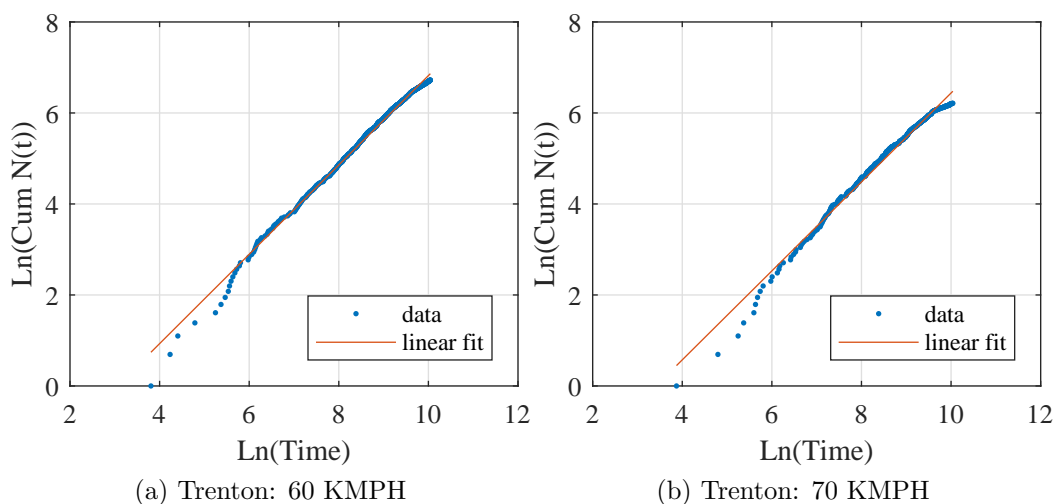 8
6
4
2
0
Ln(Cum N(t))
data
linear fit
2 4 6 8 10 12
Ln(Time)
(a) Trenton: 60 KMPH
8
6
4
2
0
Ln(Cum N(t))
data
linear fit
2 4 6 8 10 12
Ln(Time)
(b) Trenton: 70 KMPH